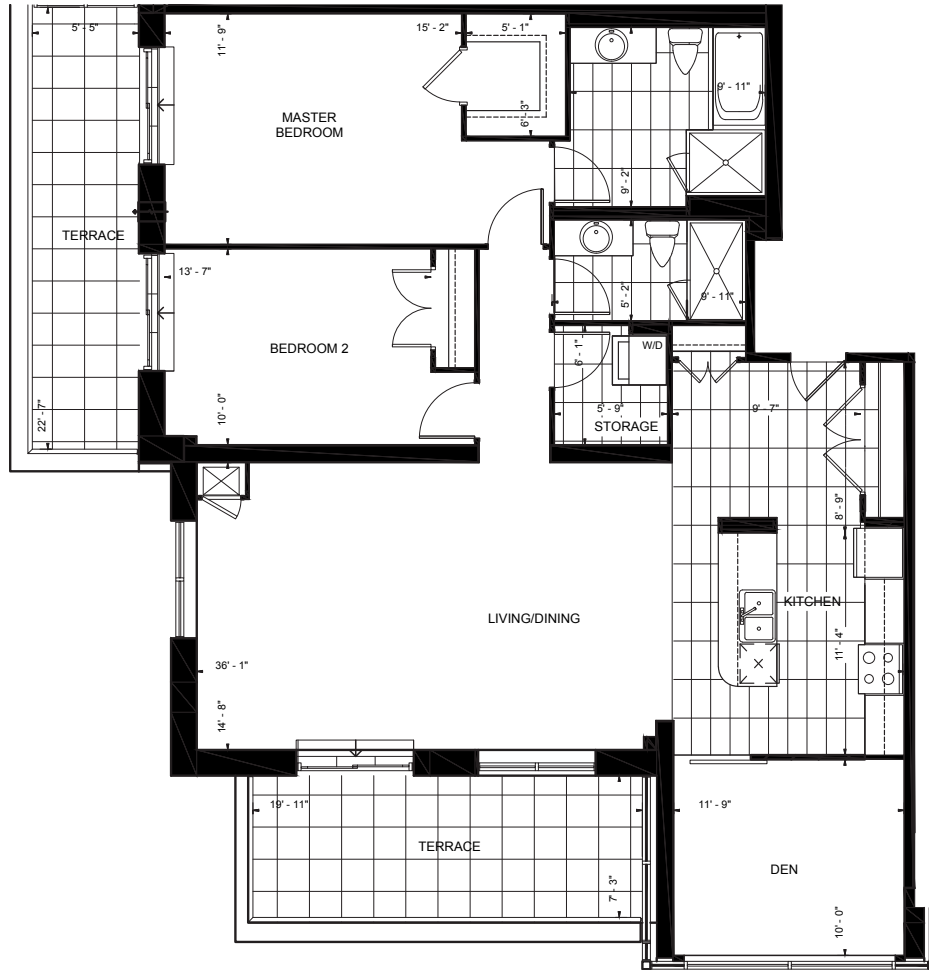 5' - 5"
11' - 9"
15' - 2"
5' - 1"
9' - 11"
6' - 3"
MASTER
BEDROOM
9' - 2"
TERRACE
13' - 7"
5' - 2"
9' - 11"
BEDROOM 2
6' - 1"
W/D
22' - 7"
10' - 0"
5' - 9"
9' - 7"
STORAGE
8' - 9"
KITCHEN
LIVING/DINING
11' - 4"
36' - 1"
14' - 8"
19' - 11"
11' - 9"
TERRACE
DEN
7' - 3"
10' - 0"